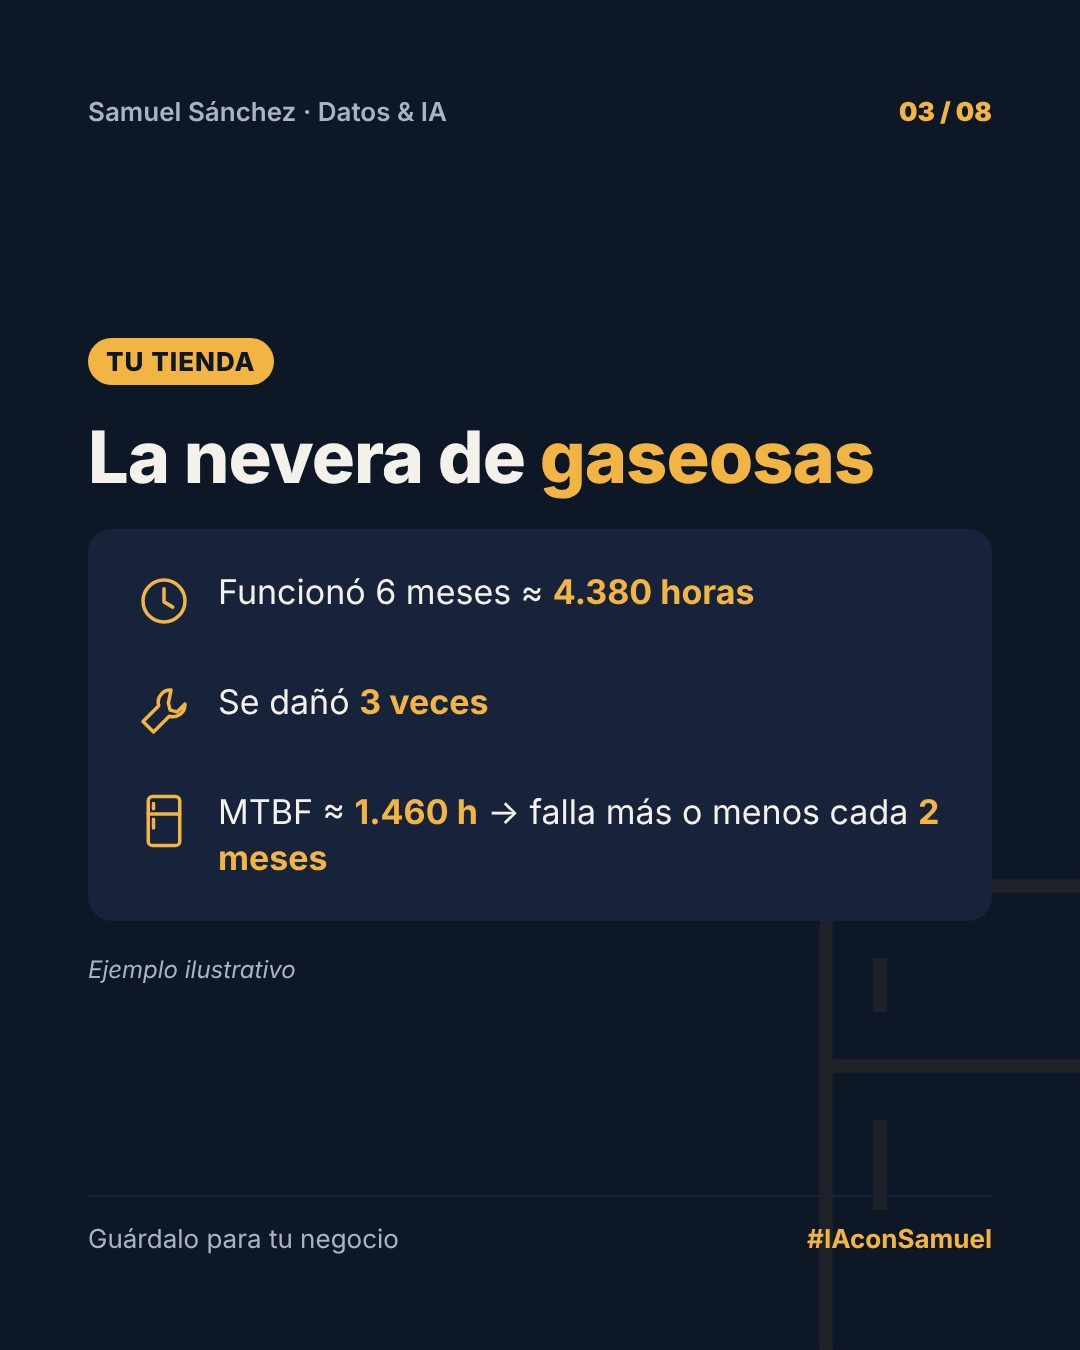 Samuel Sánchez · Datos & IA
03 / 08
TU TIENDA
La nevera de gaseosas
Funcionó 6 meses ≈ 4.380 horas
Se dañó 3 veces
MTBF ≈ 1.460 h → falla más o menos cada 2
meses
Ejemplo ilustrativo
Guárdalo para tu negocio
#IAconSamuel